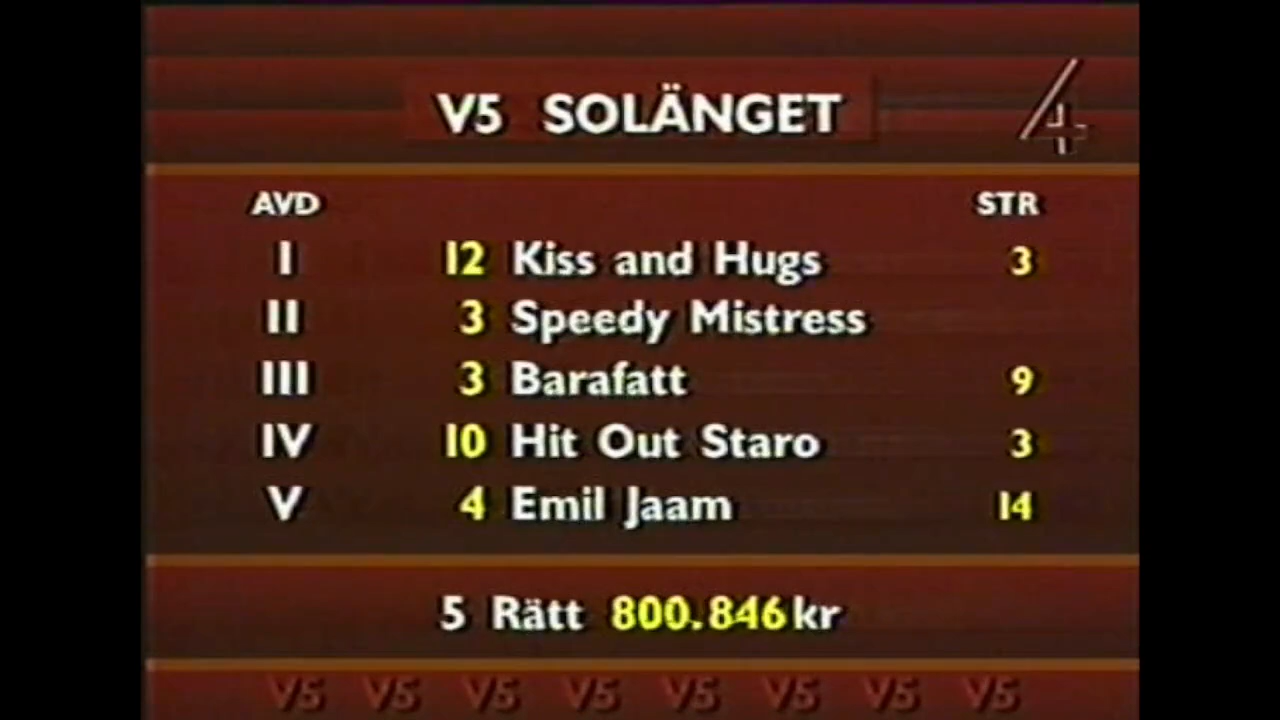 V5 SOLÄNGET
4
AVD STR
I 12 Kiss and Hugs 3
II 3 Speedy Mistress
III 3 Barafatt 9
IV 10 Hit Out Staro 3
V 4 Emil Jaam 14
5 Rätt 800.846 kr
V5 V5 V5 V5 V5 V5 V5 V5